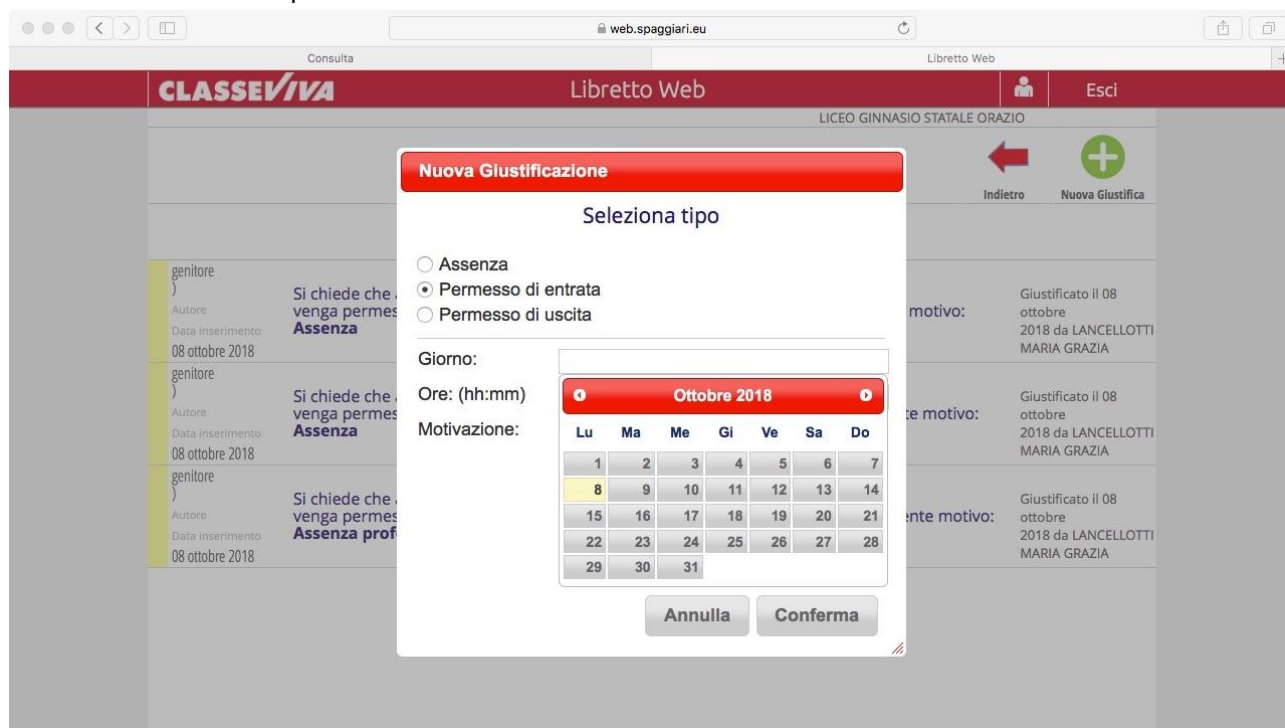 web.spaggiari.eu
Consulta
Libretto Web
CLASSEVIVA
Libretto Web
Esci
LICEO GINNASIO STATALE ORAZIO
Indietro
Nuova Giustifica
Nuova Giustificazione
Seleziona tipo
Assenza
Permesso di entrata
Permesso di uscita
Giorno:
Ore: (hh:mm)
Motivazione:
Ottobre 2018
Lu Ma Me Gi Ve Sa Do
1 2 3 4 5 6 7
8 9 10 11 12 13 14
15 16 17 18 19 20 21
22 23 24 25 26 27 28
29 30 31
Annulla
Conferma
genitore
)
Autore
Data inserimento
08 ottobre 2018
Si chiede che
venga permes
Assenza
motivo:
Giustificato il 08
ottobre
2018 da LANCELLOTTI
MARIA GRAZIA
genitore
)
Autore
Data inserimento
08 ottobre 2018
Si chiede che
venga permes
Assenza
te motivo:
Giustificato il 08
ottobre
2018 da LANCELLOTTI
MARIA GRAZIA
genitore
)
Autore
Data inserimento
08 ottobre 2018
Si chiede che
venga permes
Assenza prof
ente motivo:
Giustificato il 08
ottobre
2018 da LANCELLOTTI
MARIA GRAZIA